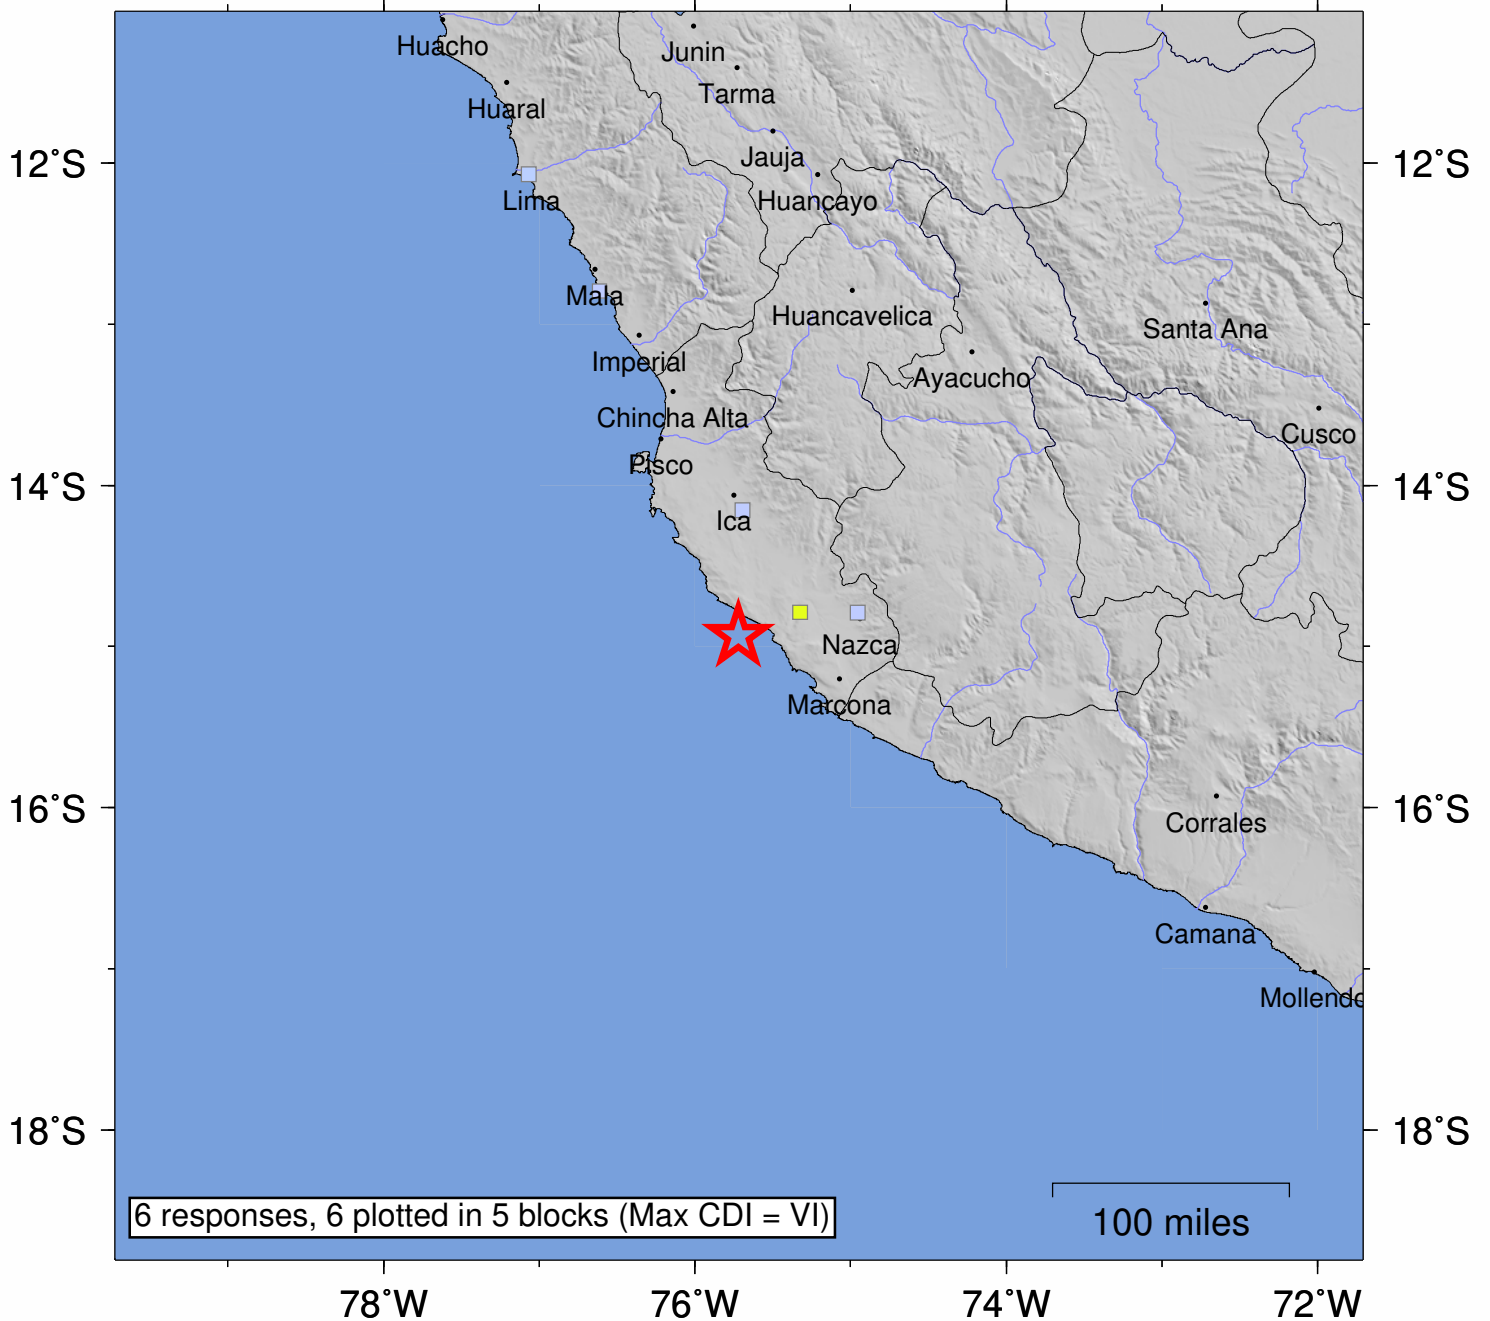 Huacho
Junin
Tarma
Huaral
Jauja
12°S
12°S
Lima
Huancayo
Mala
Huancavelica
Santa Ana
Imperial
Ayacucho
Chincha Alta
Cusco
Pisco
14°S
14°S
Ica
Nazca
Marcona
16°S
16°S
Corrales
Camana
Mollendo
18°S
18°S
6 responses, 6 plotted in 5 blocks (Max CDI = VI)
100 miles
78°W
76°W
74°W
72°W